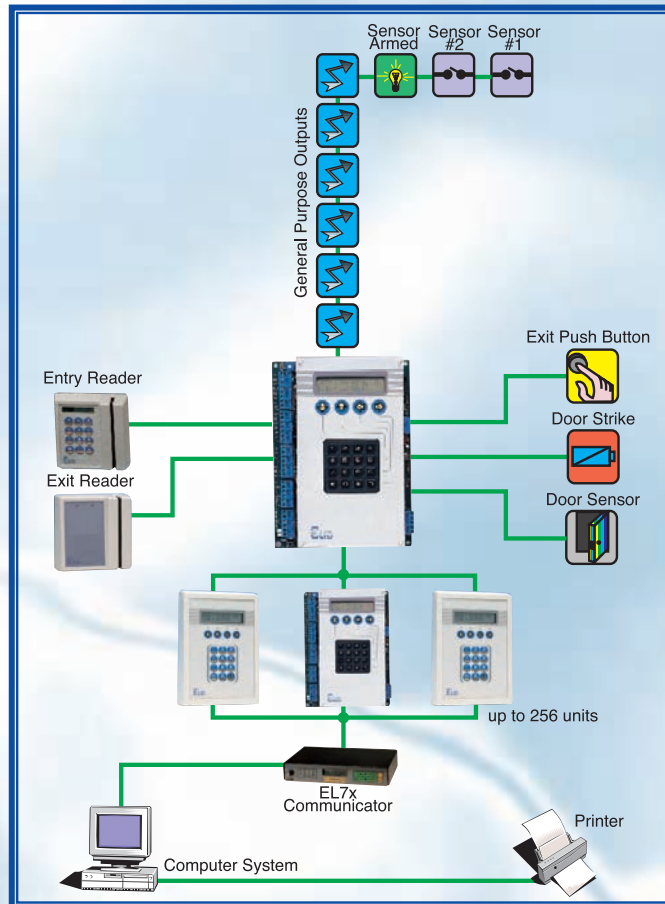 Sensor Armed
Sensor #2
Sensor #1
General Purpose Outputs
Exit Push Button
Entry Reader
Door Strike
Exit Reader
Door Sensor
up to 256 units
EL7x
Communicator
Printer
Computer System